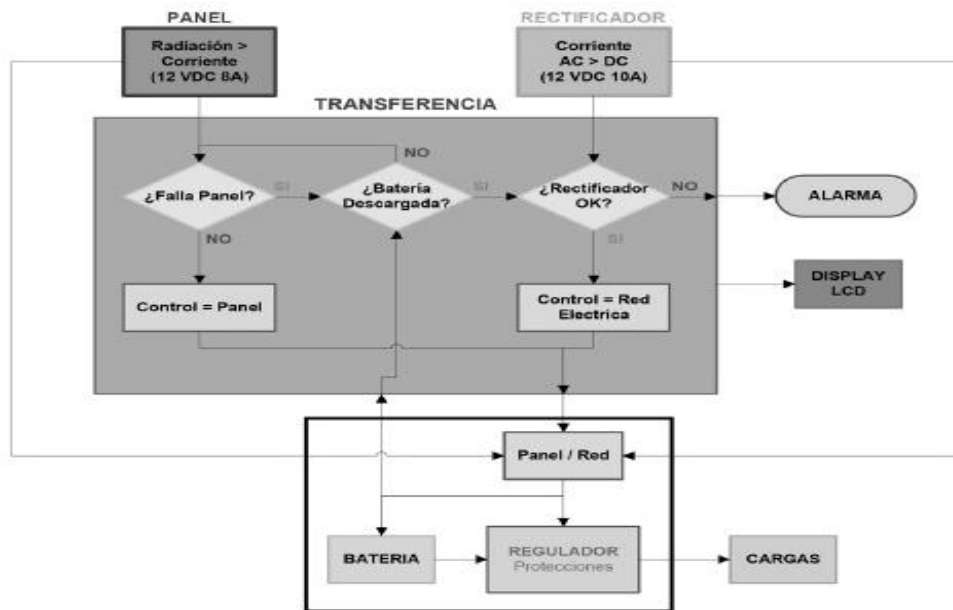 PANEL
RECTIFICADOR
Radiación >
Corriente
(12 VDC 8A)
Corriente
AC > DC
(12 VDC 10A)
TRANSFERENCIA
NO
¿Falla Panel?
SI
¿Batería
Descargada?
SI
¿Rectificador
OK?
NO
ALARMA
NO
SI
DISPLAY
LCD
Control = Panel
Control = Red
Electrica
Panel / Red
BATERIA
REGULADOR
Protecciones
CARGAS